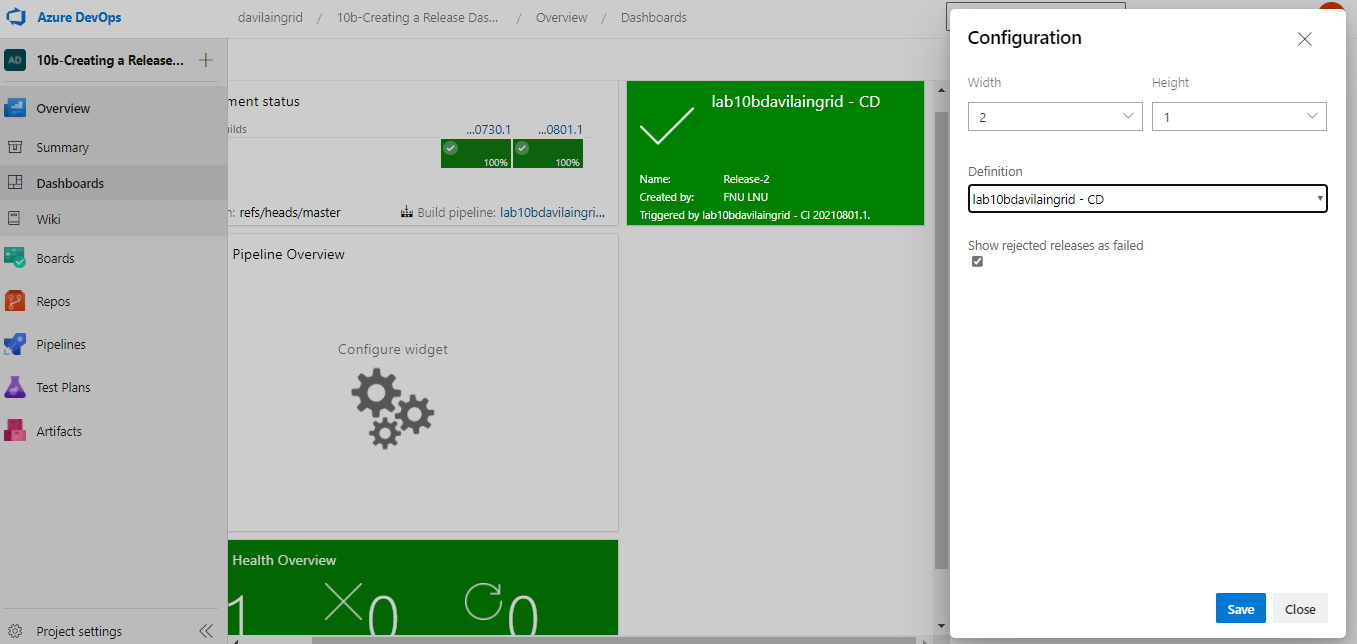 Azure DevOps
davilaingrid / 10b-Creating a Release Das... / Overview / Dashboards
AD 10b-Creating a Release...
Overview
Summary
Dashboards
Wiki
Boards
Repos
Pipelines
Test Plans
Artifacts
Project settings
ment status
ilds
...0730.1 ...0801.1
100% 100%
n: refs/heads/master Build pipeline: lab10bdavilaingri...
lab10bdavilaingrid - CD
Name: Release-2
Created by: FNU LNU
Triggered by lab10bdavilaingrid - CI 20210801.1.
Pipeline Overview
Configure widget
Health Overview
1 0 0
Configuration
Width Height
2 1
Definition
lab10bdavilaingrid - CD
Show rejected releases as failed
Save Close